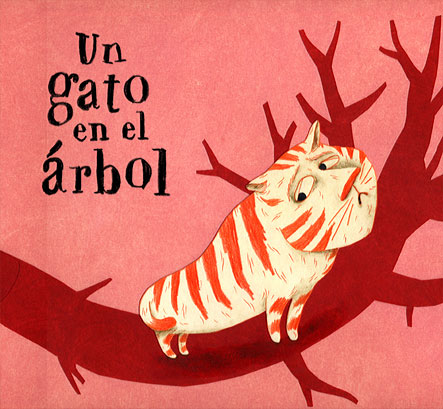 Un
gato
en el
árbol